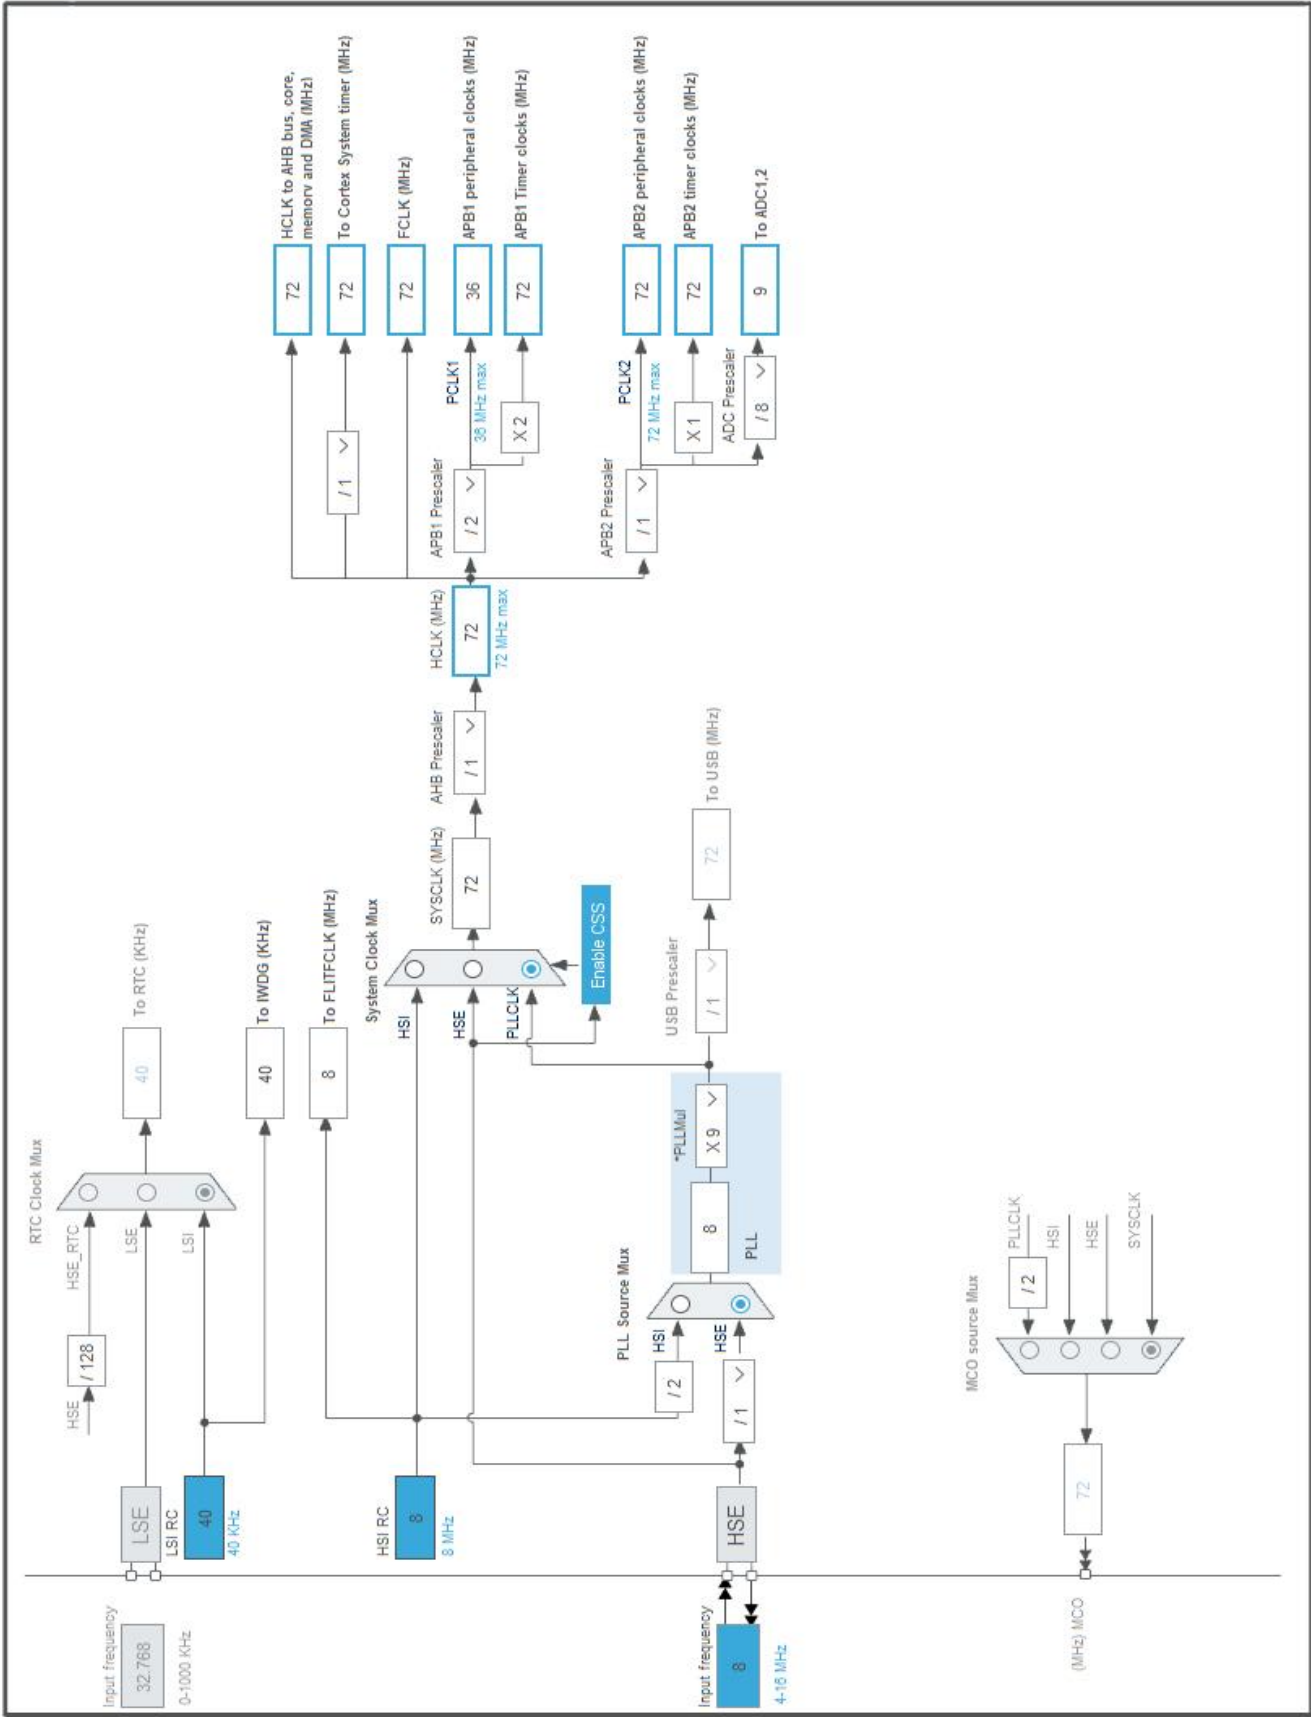 Input frequency
32.768
0-1000 KHz
LSE
LSI RC
40
40 KHz
HSE
/ 128
HSE_RTC
LSE
LSI
RTC Clock Mux
40
To RTC (KHz)
40
To IWDG (KHz)
8
To FLITFCLK (MHz)
HSI RC
8
8 MHz
System Clock Mux
HSI
HSE
PLLCLK
Enable CSS
SYSCLK (MHz)
72
AHB Prescaler
/ 1
HCLK (MHz)
72
72 MHz max
72
HCLK to AHB bus, core,
memory and DMA (MHz)
/ 1
72
To Cortex System timer (MHz)
72
FCLK (MHz)
APB1 Prescaler
/ 2
PCLK1
36 MHz max
36
APB1 peripheral clocks (MHz)
X 2
72
APB1 Timer clocks (MHz)
APB2 Prescaler
/ 1
PCLK2
72 MHz max
72
APB2 peripheral clocks (MHz)
X 1
72
APB2 timer clocks (MHz)
ADC Prescaler
/ 8
9
To ADC1,2
Input frequency
8
4-16 MHz
HSE
/ 1
/ 2
HSI
HSE
PLL Source Mux
8
*PLLMul
X 9
PLL
USB Prescaler
/ 1
72
To USB (MHz)
(MHz) MCO
72
MCO source Mux
/ 2
PLLCLK
HSI
HSE
SYSCLK